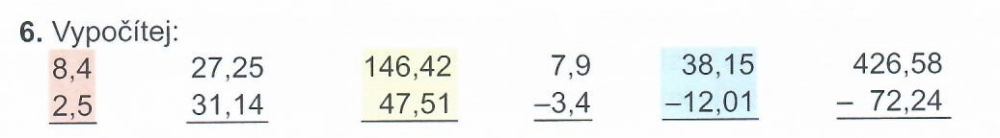 6. Vypočítej:
8,4 27,25 146,42 7,9 38,15 426,58
2,5 31,14 47,51 –3,4 –12,01 – 72,24